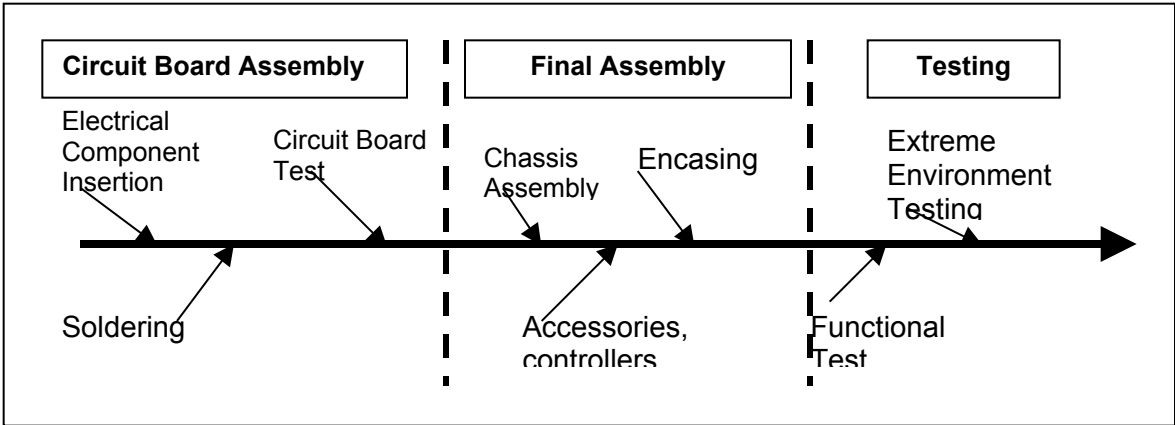 Circuit Board Assembly
Final Assembly
Testing
Electrical
Component
Insertion
Circuit Board
Test
Chassis
Assembly
Encasing
Extreme
Environment
Testing
Soldering
Accessories,
controllers
Functional
Test